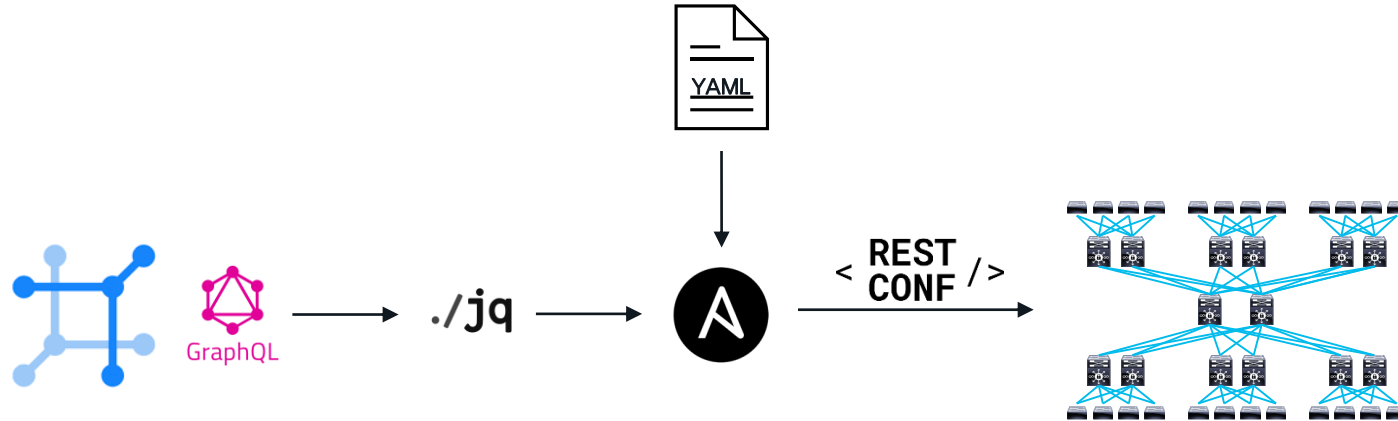 YAML
GraphQL
./jq
< REST CONF />